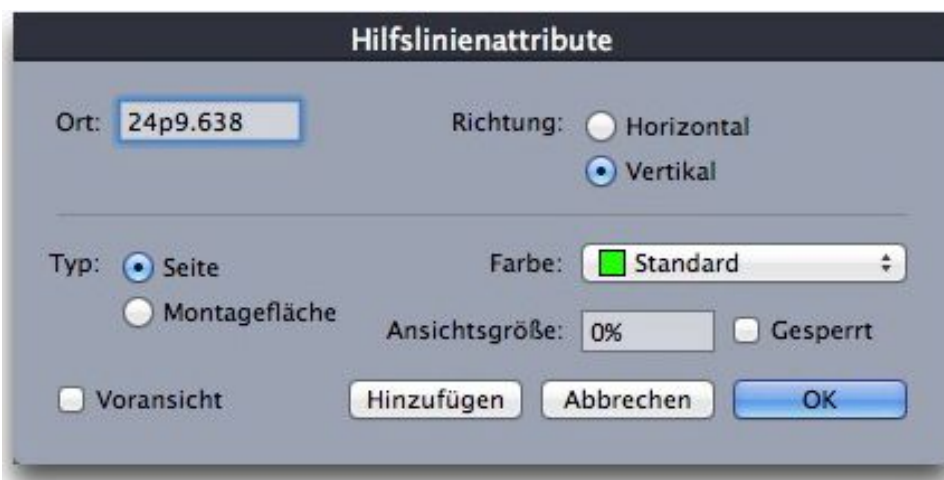 Hilfslinienattribute
Ort: 24p9.638
Richtung: Horizontal
Vertikal
Typ: Seite
Montagefläche
Farbe: Standard
Ansichtsgröße: 0% Gesperrt
Voransicht Hinzufügen Abbrechen OK